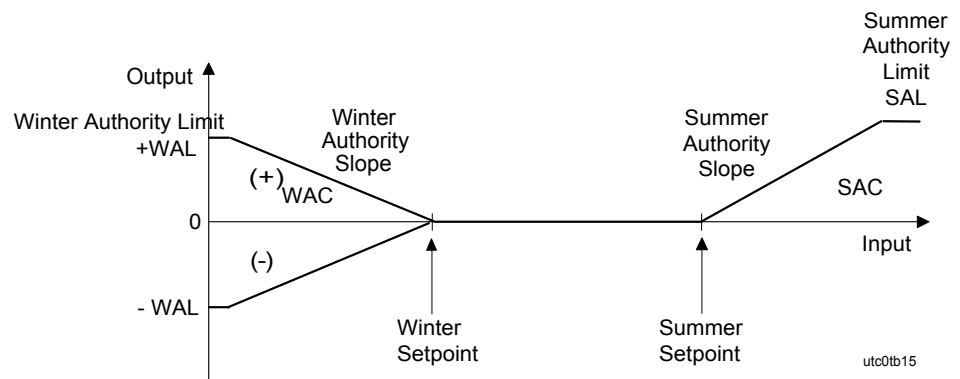 Summer
Authority
Limit
SAL
Output
Winter Authority Limit
+WAL
Winter
Authority
Slope
Summer
Authority
Slope
(+)
WAC
SAC
0
Input
(-)
- WAL
Winter
Setpoint
Summer
Setpoint
utc0tb15